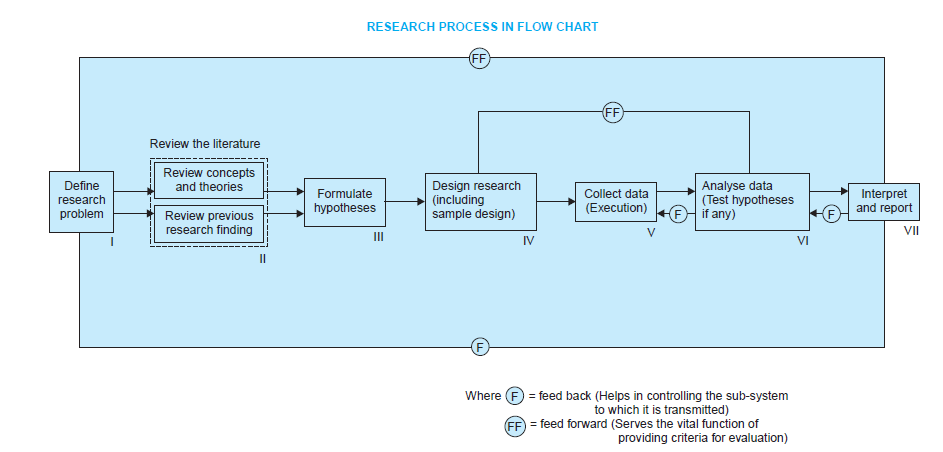 RESEARCH PROCESS IN FLOW CHART
FF
FF
Review the literature
Define
research
problem
I
Review concepts
and theories
Review previous
research finding
II
Formulate
hypotheses
III
Design research
(including
sample design)
IV
Collect data
(Execution)
V
F
Analyse data
(Test hypotheses
if any)
VI
F
Interpret
and report
VII
F
Where F = feed back (Helps in controlling the sub-system
to which it is transmitted)
FF = feed forward (Serves the vital function of
providing criteria for evaluation)